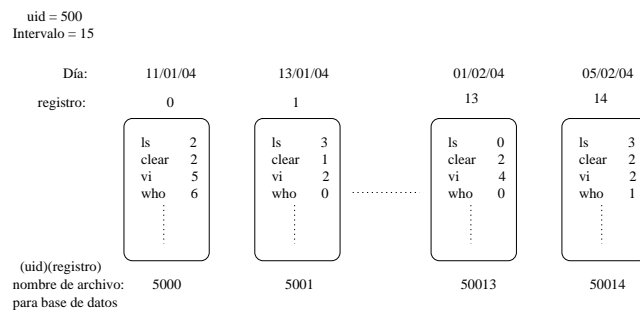 uid = 500
Intervalo = 15
Día: 11/01/04 13/01/04 01/02/04 05/02/04
registro: 0 1 13 14
ls 2 ls 3 ls 0 ls 3
clear 2 clear 1 clear 2 clear 2
vi 5 vi 2 vi 4 vi 2
who 6 who 0 who 0 who 1
(uid)(registro)
nombre de archivo: 5000 5001 50013 50014
para base de datos